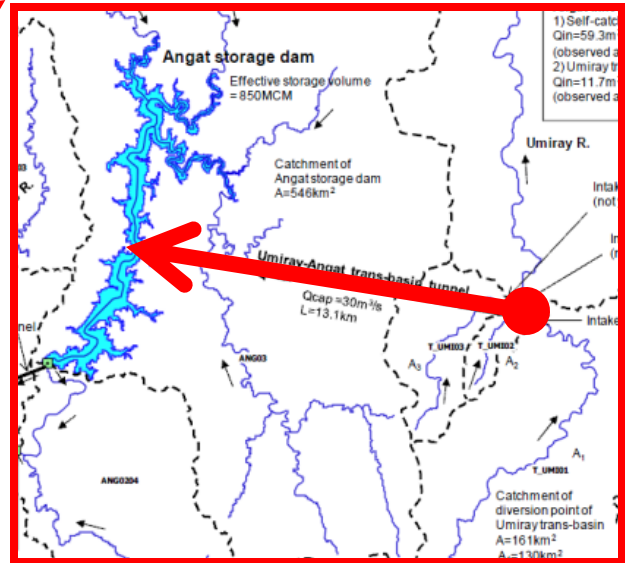 Angat storage dam
Effective storage volume
= 850MCM
1) Self-catc
Qin=59.3m
(observed a
2) Umiray tr
Qin=11.7m
(observed a
Umiray R.
Intak
(not
In
Catchment of
Angat storage dam
A=546km²
Umiray-Angat trans-basin tunnel
Qcap =30m³/s
L=13.1km
Intake
nel
ANG03
T_UMI03
T_UMI02
A₃
A₂
A₁
T_UMI01
ANG0204
Catchment of
diversion point of
Umiray trans-basin
A=161km²
A₁=130km²
R.